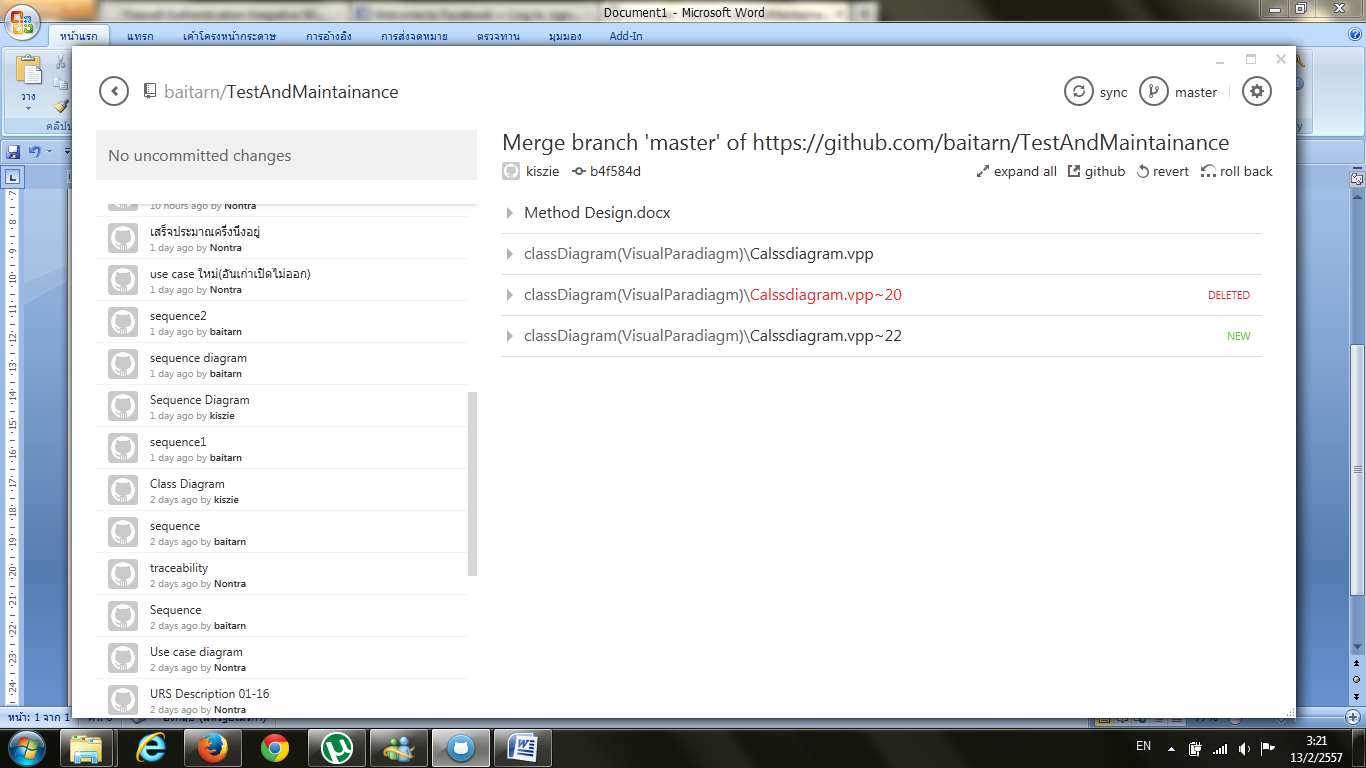 Document1 - Microsoft Word
หน้าแรก แทรก เค้าโครงหน้ากระดาษ การอ้างอิง การส่งจดหมาย ตรวจทาน มุมมอง Add-In
วาง
baitarn/TestAndMaintainance
sync master
No uncommitted changes
10 hours ago by Nontra
เสร็จประมาณครึ่งนึงอยู่
1 day ago by Nontra
use case ใหม่(อันเก่าเปิดไม่ออก)
1 day ago by Nontra
sequence2
1 day ago by baitarn
sequence diagram
1 day ago by baitarn
Sequence Diagram
1 day ago by kiszie
sequence1
1 day ago by baitarn
Class Diagram
2 days ago by kiszie
sequence
2 days ago by baitarn
traceability
2 days ago by Nontra
Sequence
2 days ago by baitarn
Use case diagram
2 days ago by Nontra
URS Description 01-16
2 days ago by Nontra
Merge branch 'master' of https://github.com/baitarn/TestAndMaintainance
kiszie b4f584d expand all github revert roll back
Method Design.docx
classDiagram(VisualParadiagm)\Calssdiagram.vpp
classDiagram(VisualParadiagm)\Calssdiagram.vpp~20 DELETED
classDiagram(VisualParadiagm)\Calssdiagram.vpp~22 NEW
หน้า: 1 จาก 1
EN
3:21
13/2/2557